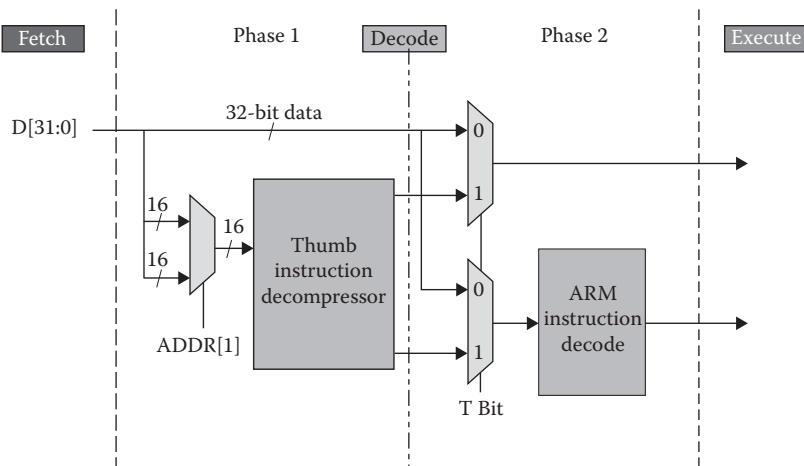 Fetch
Phase 1
Decode
Phase 2
Execute
D[31:0]
32-bit data
0
1
16
16
16
Thumb
instruction
decompressor
ADDR[1]
0
1
ARM
instruction
decode
T Bit